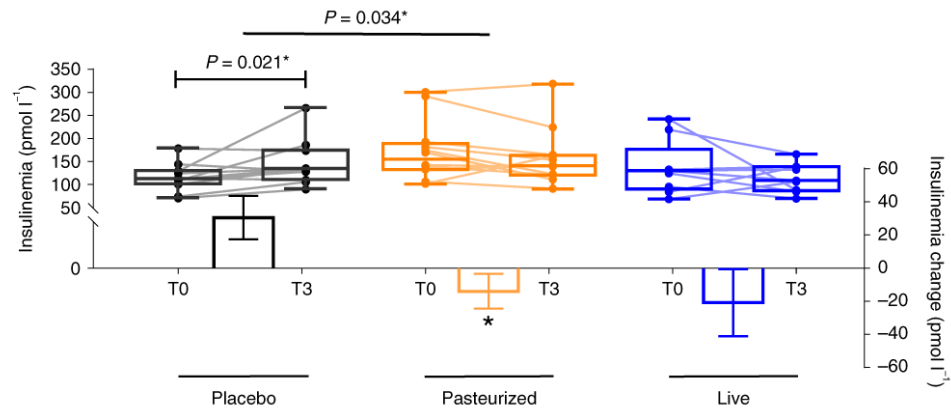 P = 0.034*
P = 0.021*
Insulinemia (pmol l⁻¹)
350
300
250
200
150
100
50
0
60
40
20
0
−20
−40
−60
Insulinemia change (pmol l⁻¹)
*
T0 T3 T0 T3 T0 T3
Placebo Pasteurized Live